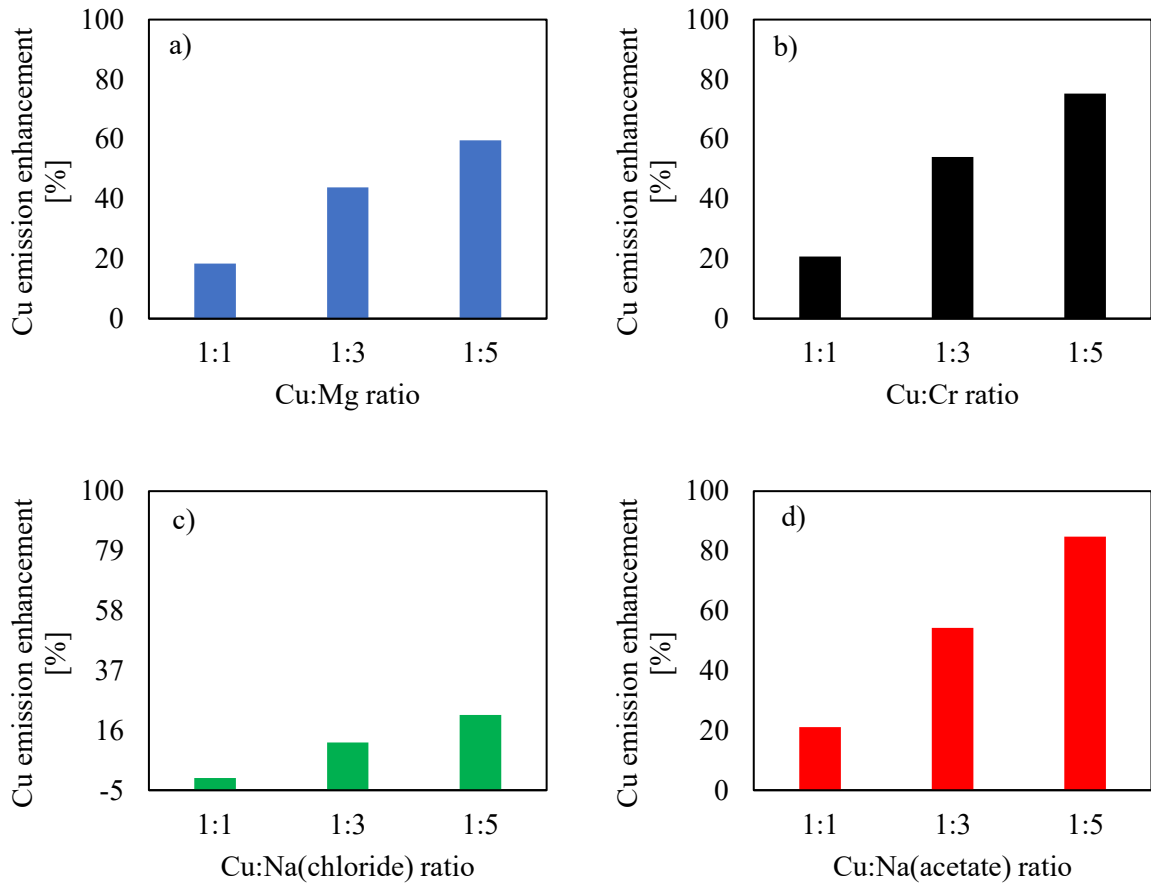 a)
Cu emission enhancement
[%]
100
80
60
40
20
0
1:1 1:3 1:5
Cu:Mg ratio
b)
Cu emission enhancement
[%]
100
80
60
40
20
0
1:1 1:3 1:5
Cu:Cr ratio
c)
Cu emission enhancement
[%]
100
79
58
37
16
-5
1:1 1:3 1:5
Cu:Na(chloride) ratio
d)
Cu emission enhancement
[%]
100
80
60
40
20
0
1:1 1:3 1:5
Cu:Na(acetate) ratio